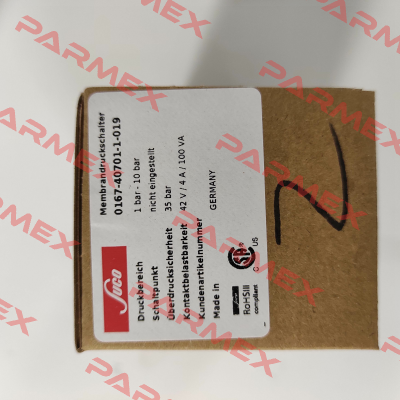 Suco
Membrandruckschalter
0167-40701-1-019
Druckbereich 1 bar - 10 bar
Schaltpunkt nicht eingestellt
Überdrucksicherheit 35 bar
Kontaktbelastbarkeit 42 V / 4 A / 100 VA
Kundenartikelnummer
Made in GERMANY
RoHSIII
compliant
C US
PARMEX
PARMEX
PARMEX
PARMEX
PARMEX
PARMEX
PARMEX